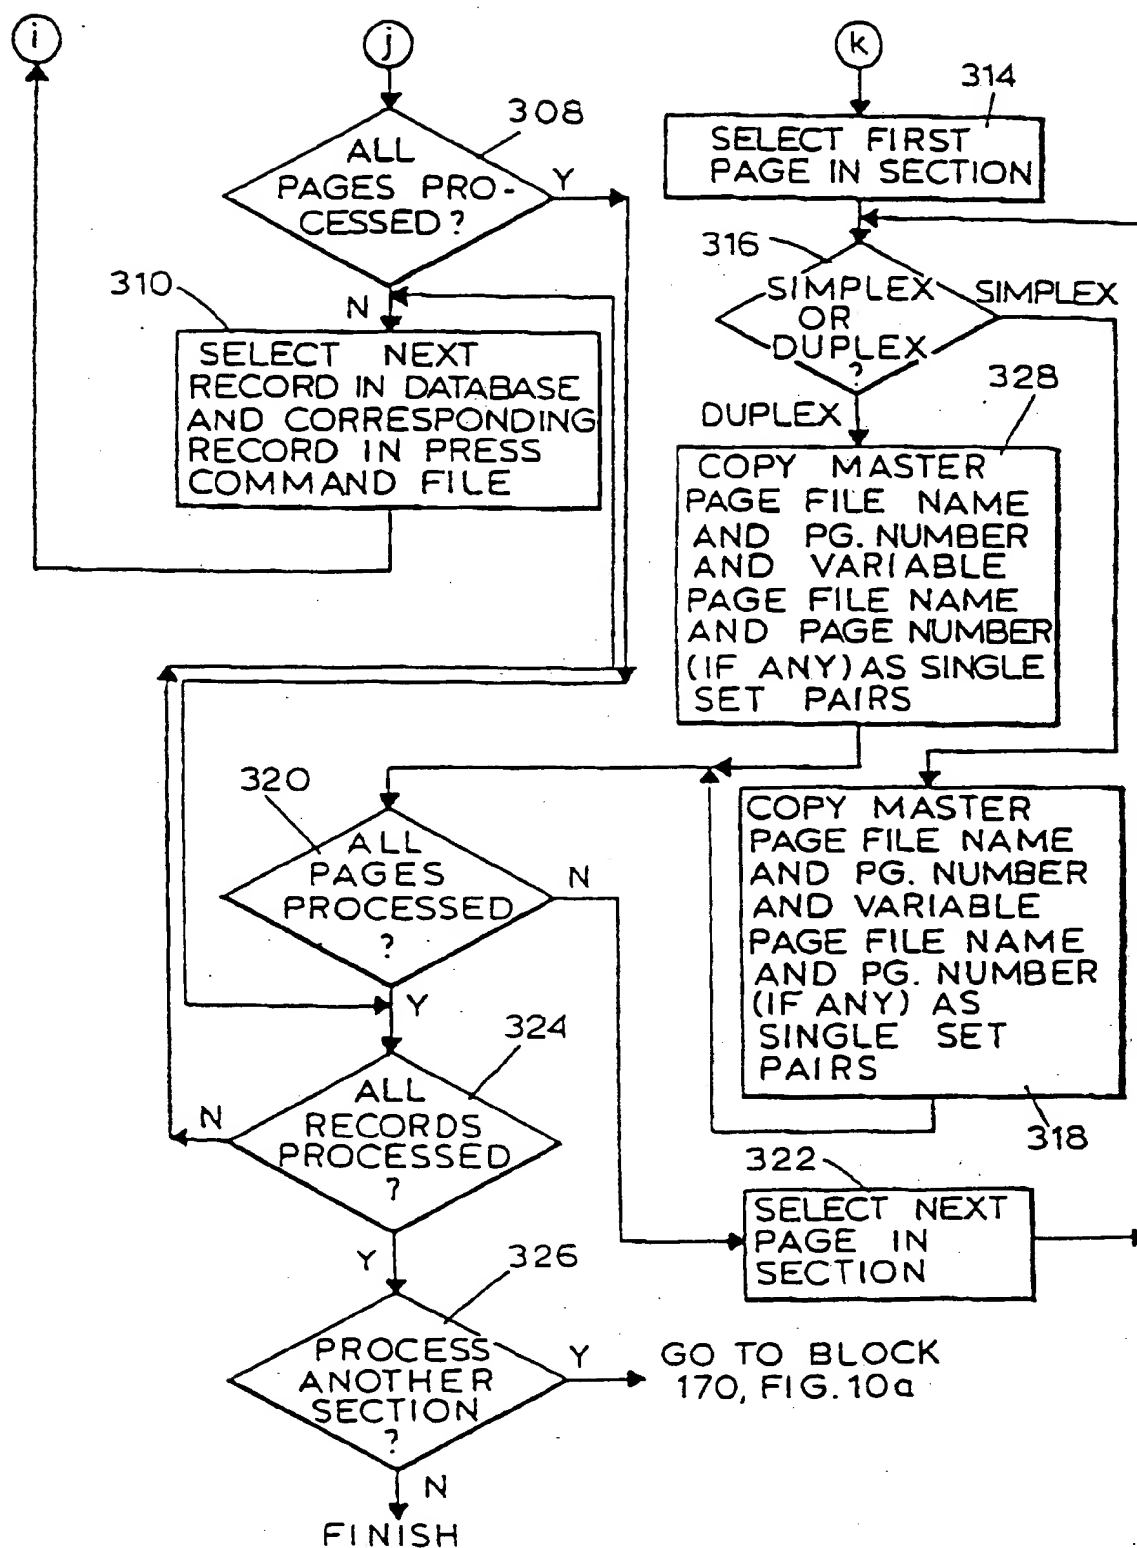 i
j
k
308
ALL
PAGES PRO-
CESSED?
Y
N
310
SELECT NEXT
RECORD IN DATABASE
AND CORRESPONDING
RECORD IN PRESS
COMMAND FILE
314
SELECT FIRST
PAGE IN SECTION
316
SIMPLEX
OR
DUPLEX
?
SIMPLEX
DUPLEX
328
COPY MASTER
PAGE FILE NAME
AND PG. NUMBER
AND VARIABLE
PAGE FILE NAME
AND PAGE NUMBER
(IF ANY) AS SINGLE
SET PAIRS
320
ALL
PAGES
PROCESSED
?
N
Y
COPY MASTER
PAGE FILE NAME
AND PG. NUMBER
AND VARIABLE
PAGE FILE NAME
AND PG. NUMBER
(IF ANY) AS
SINGLE SET
PAIRS
318
324
ALL
RECORDS
PROCESSED
?
N
Y
322
SELECT NEXT
PAGE IN
SECTION
326
PROCESS
ANOTHER
SECTION
?
Y
GO TO BLOCK
170, FIG. 10a
N
FINISH